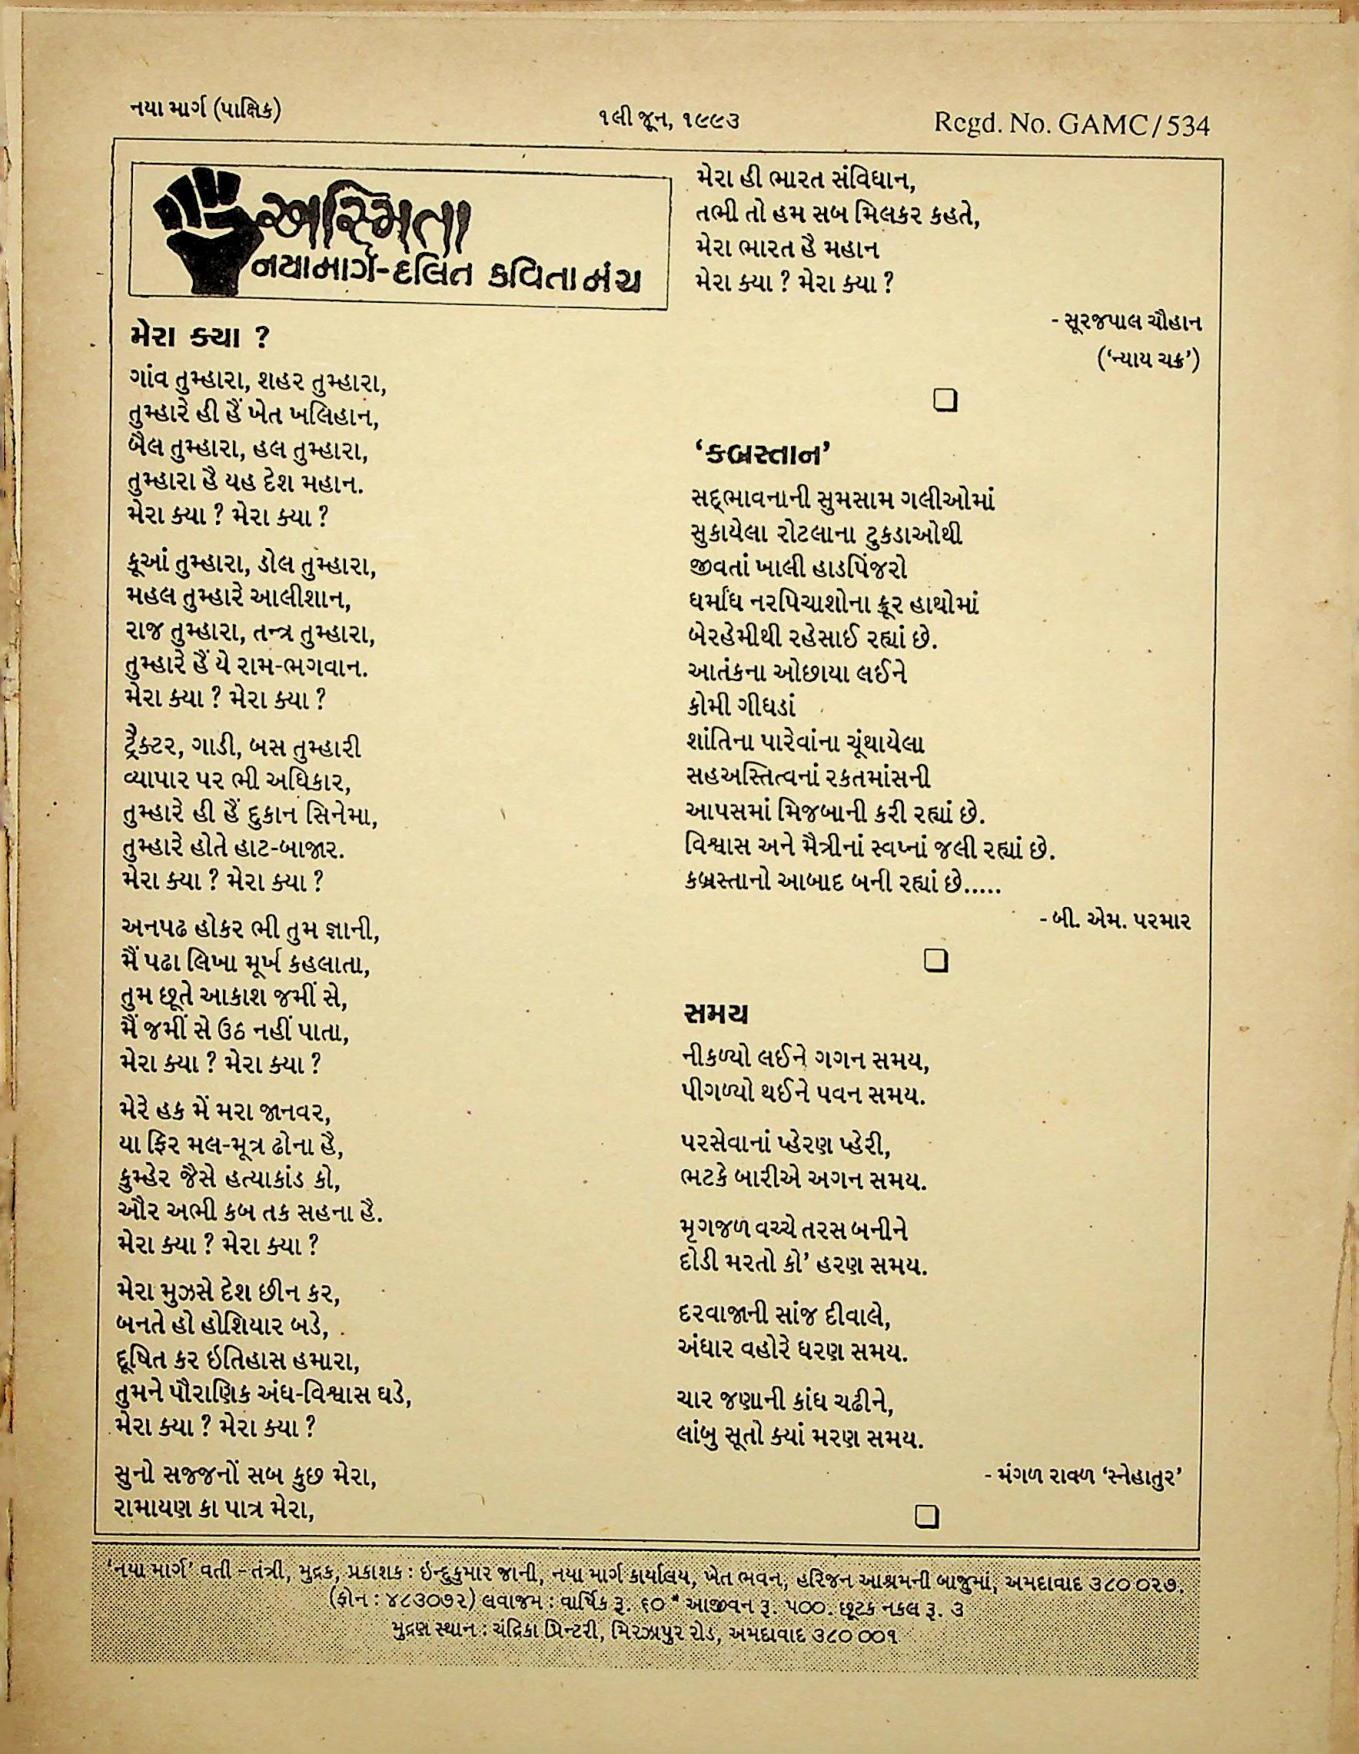 નયા માર્ગ (પાક્ષિક)
૧લી જૂન, ૧૯૯૩
Regd. No. GAMC/534
અસ્મિતા
નયામાર્ગ-દલિત કવિતા મંચ
મેરા ક્યા ?
ગાંવ તુમ્હારા, શહર તુમ્હારા,
તુમ્હારે હી હૈં ખેત ખલિહાન,
બૈલ તુમ્હારા, હલ તુમ્હારા,
તુમ્હારા હૈ યહ દેશ મહાન.
મેરા ક્યા ? મેરા ક્યા ?
કૂઆં તુમ્હારા, ડોલ તુમ્હારા,
મહલ તુમ્હારે આલીશાન,
રાજ તુમ્હારા, તન્ત્ર તુમ્હારા,
તુમ્હારે હૈં યે રામ-ભગવાન.
મેરા ક્યા ? મેરા ક્યા ?
ટ્રૈક્ટર, ગાડી, બસ તુમ્હારી
વ્યાપાર પર ભી અધિકાર,
તુમ્હારે હી હૈં દુકાન સિનેમા,
તુમ્હારે હોતે હાટ-બાજાર.
મેરા ક્યા ? મેરા ક્યા ?
અનપઢ હોકર ભી તુમ જ્ઞાની,
મૈં પઢા લિખા મૂર્ખ કહલાતા,
તુમ છૂતે આકાશ જમીં સે,
મૈં જમીં સે ઉઠ નહીં પાતા,
મેરા ક્યા ? મેરા ક્યા ?
મેરે હક મેં મરા જાનવર,
યા ફિર મલ-મૂત્ર ઢોના હૈ,
કુમ્હેર જૈસે હત્યાકાંડ કો,
ઔર અભી કબ તક સહના હૈ.
મેરા ક્યા ? મેરા ક્યા ?
મેરા મુઝસે દેશ છીન કર,
બનતે હો હોશિયાર બડે,
દૂષિત કર ઇતિહાસ હમારા,
તુમને પૌરાણિક અંધ-વિશ્વાસ ઘડે,
મેરા ક્યા ? મેરા ક્યા ?
સુનો સજ્જનોં સબ કુછ મેરા,
રામાયણ કા પાત્ર મેરા,
મેરા હી ભારત સંવિધાન,
તભી તો હમ સબ મિલકર કહતે,
મેરા ભારત હૈ મહાન
મેરા ક્યા ? મેરા ક્યા ?
- સૂરજપાલ ચૌહાન
(‘ન્યાય ચક્ર’)
‘કબ્રસ્તાન’
સદ્‌ભાવનાની સુમસામ ગલીઓમાં
સુકાયેલા રોટલાના ટુકડાઓથી
જીવતાં ખાલી હાડપિંજરો
ધર્માંધ નરપિચાશોના ક્રૂર હાથોમાં
બેરહેમીથી રહેસાઈ રહ્યાં છે.
આતંકના ઓછાયા લઈને
કોમી ગીધડાં
શાંતિના પારેવાંના ચૂંથાયેલા
સહઅસ્તિત્વનાં રકતમાંસની
આપસમાં મિજબાની કરી રહ્યાં છે.
વિશ્વાસ અને મૈત્રીનાં સ્વપ્નાં જલી રહ્યાં છે.
કબ્રસ્તાનો આબાદ બની રહ્યાં છે.....
- બી. એમ. પરમાર
સમય
નીકળ્યો લઈને ગગન સમય,
પીગળ્યો થઈને પવન સમય.
પરસેવાનાં પ્હેરણ પ્હેરી,
ભટકે બારીએ અગન સમય.
મૃગજળ વચ્ચે તરસ બનીને
દોડી મરતો કો’ હરણ સમય.
દરવાજાની સાંજ દીવાલે,
અંધાર વહોરે ધરણ સમય.
ચાર જણાની કાંધ ચઢીને,
લાંબુ સૂતો ક્યાં મરણ સમય.
- મંગળ રાવળ ‘સ્નેહાતુર’
‘નયા માર્ગ’ વતી - તંત્રી, મુદ્રક, પ્રકાશક : ઇન્દુકુમાર જાની, નયા માર્ગ કાર્યાલય, ખેત ભવન, હરિજન આશ્રમની બાજુમાં, અમદાવાદ ૩૮૦ ૦૨૭.
(ફોન : ૪૮૩૦૭૨) લવાજમ : વાર્ષિક રૂ. ૬૦ * આજીવન રૂ. ૫૦૦. છૂટક નકલ રૂ. ૩
મુદ્રણ સ્થાન : ચંદ્રિકા પ્રિન્ટરી, મિરઝાપુર રોડ, અમદાવાદ ૩૮૦ ૦૦૧